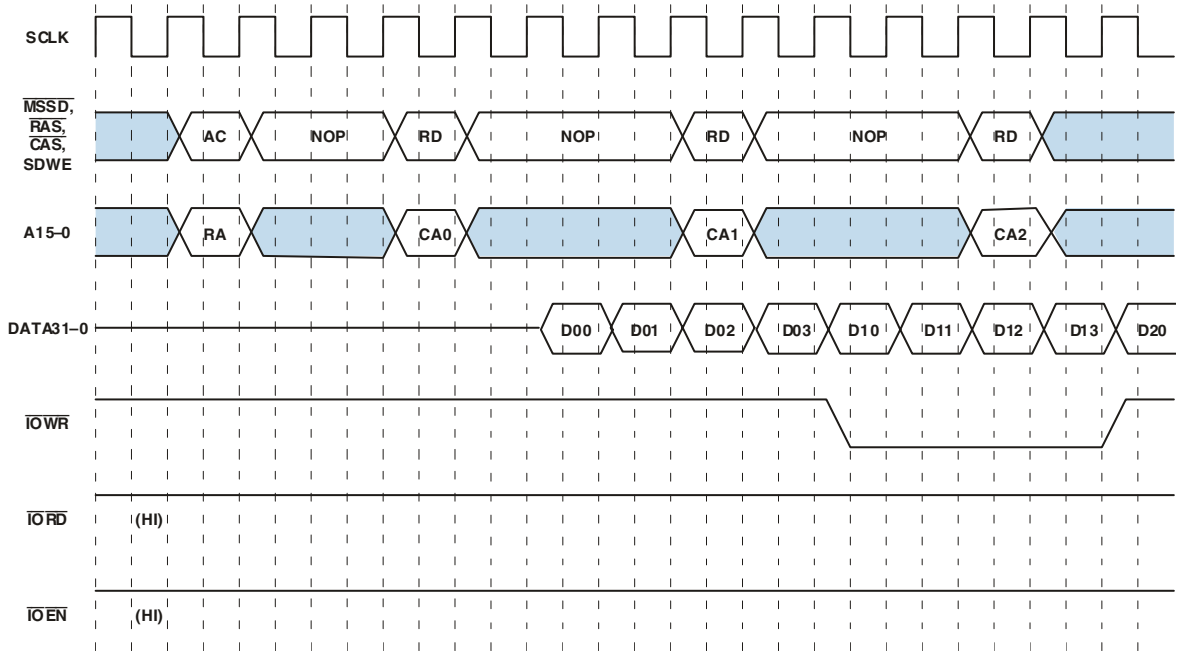 SCLK
MSSD,
RAS,
CAS,
SDWE
AC NOP RD NOP RD NOP RD
A15–0
RA CA0 CA1 CA2
DATA31–0
D00 D01 D02 D03 D10 D11 D12 D13 D20
IOWR
IORD
(HI)
IOEN
(HI)